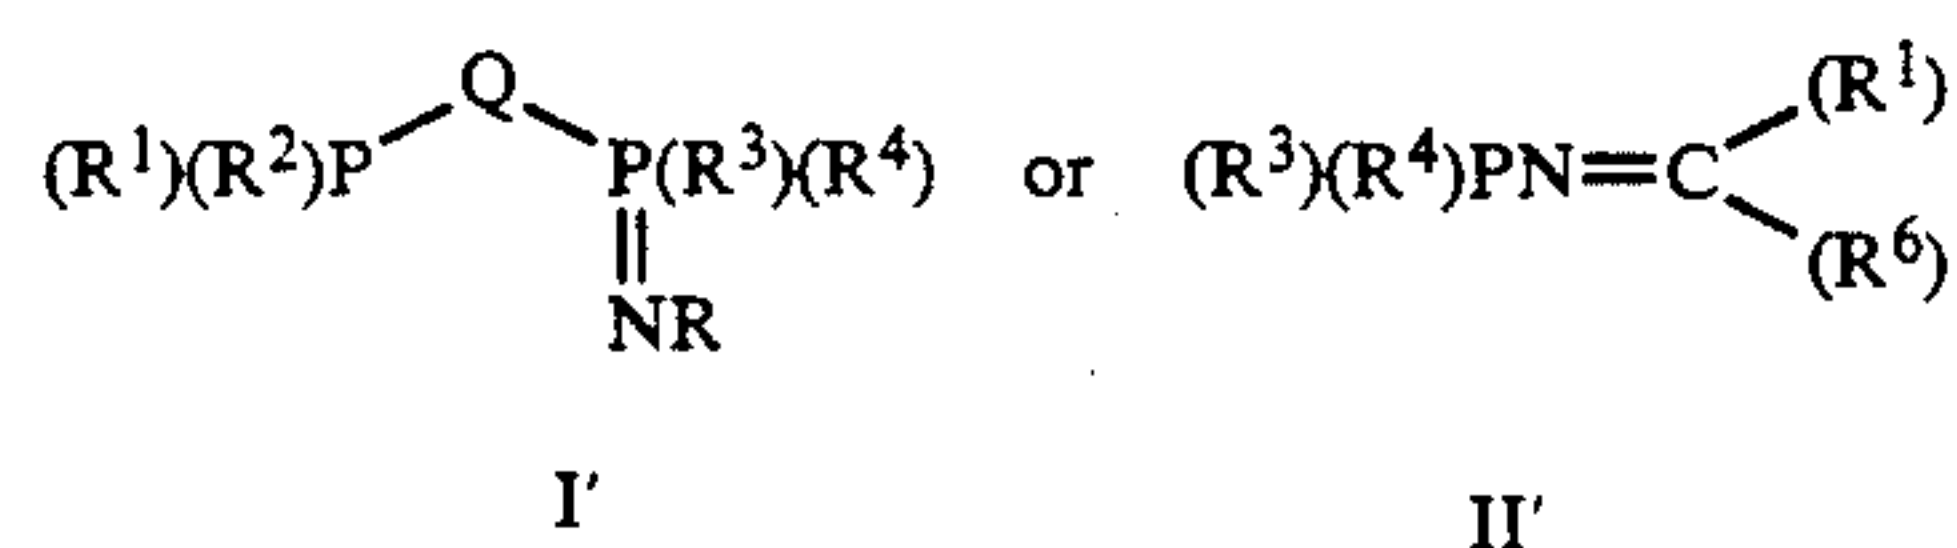 Q
(R¹)(R²)P P(R³)(R⁴) or (R³)(R⁴)PN=C (R¹)
(R⁶)
NR
I′ II′